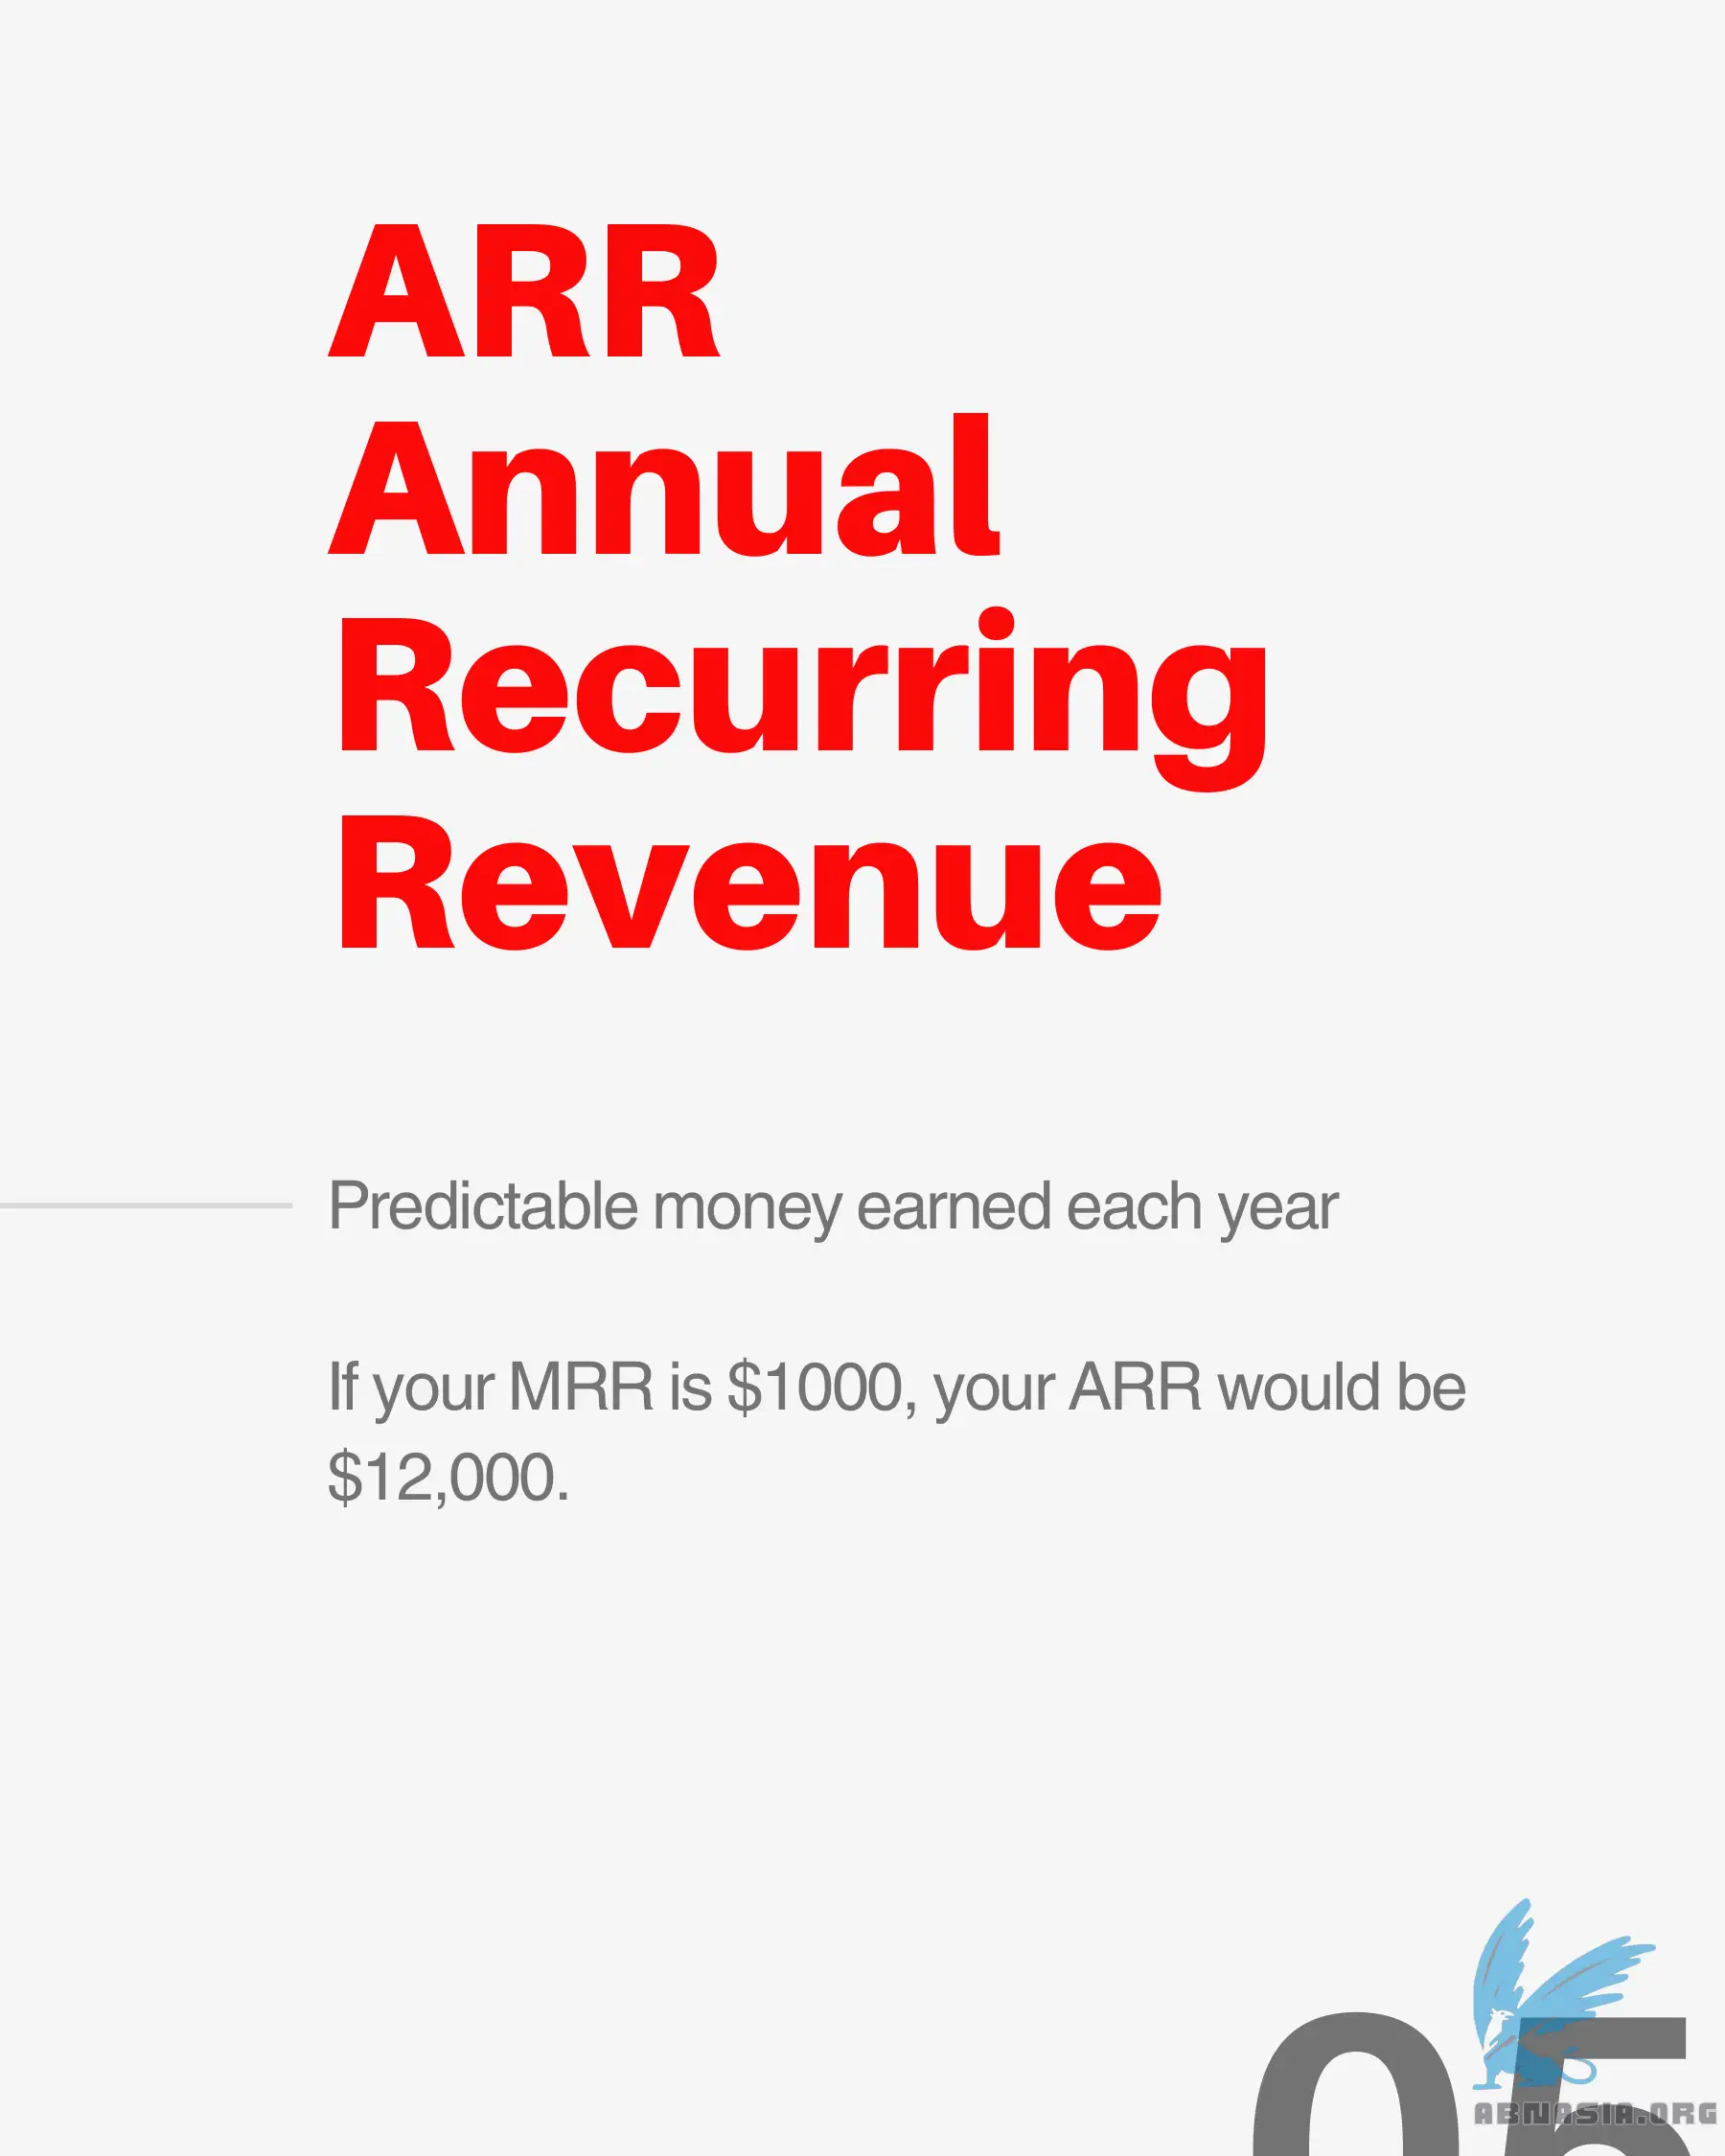 ARR
Annual
Recurring
Revenue
Predictable money earned each year
If your MRR is $1000, your ARR would be
$12,000.
05
ABNASIA.ORG